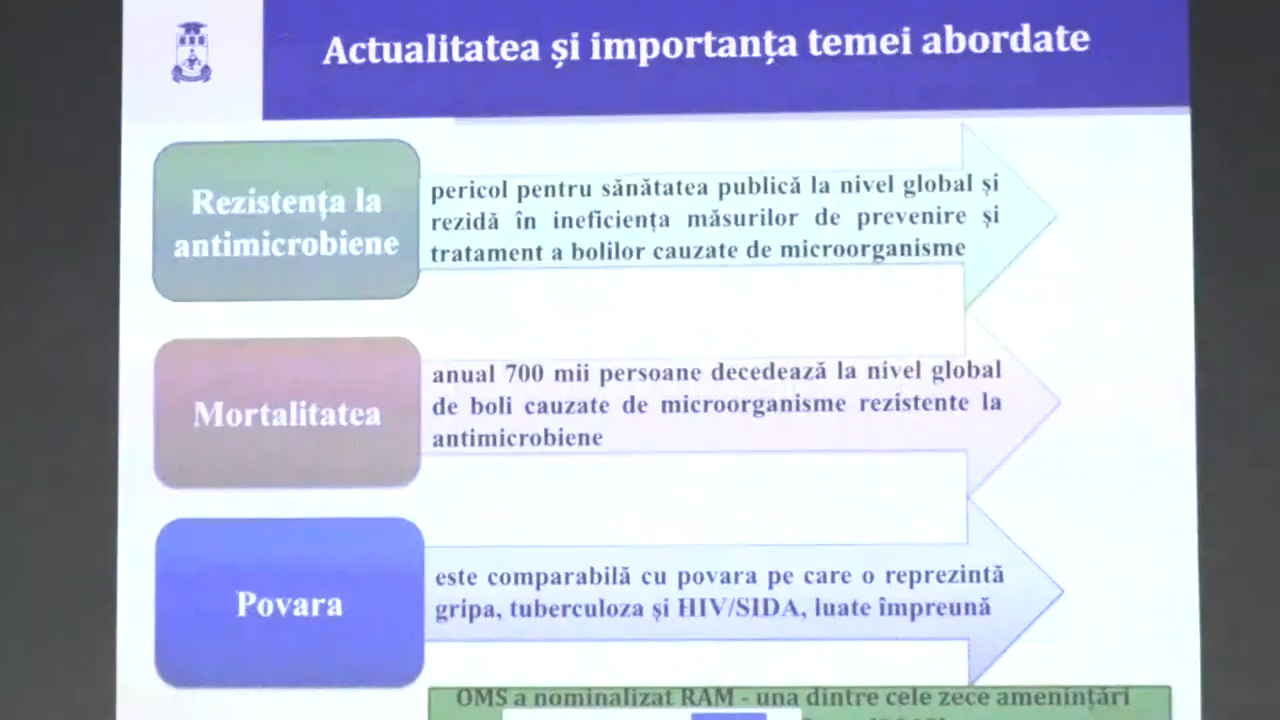 Actualitatea și importanța temei abordate
Rezistența la
antimicrobiene
pericol pentru sănătatea publică la nivel global și
rezidă în ineficiența măsurilor de prevenire și
tratament a bolilor cauzate de microorganisme
Mortalitatea
anual 700 mii persoane decedează la nivel global
de boli cauzate de microorganisme rezistente la
antimicrobiene
Povara
este comparabilă cu povara pe care o reprezintă
gripa, tuberculoza și HIV/SIDA, luate împreună
OMS a nominalizat RAM - una dintre cele zece amenințări